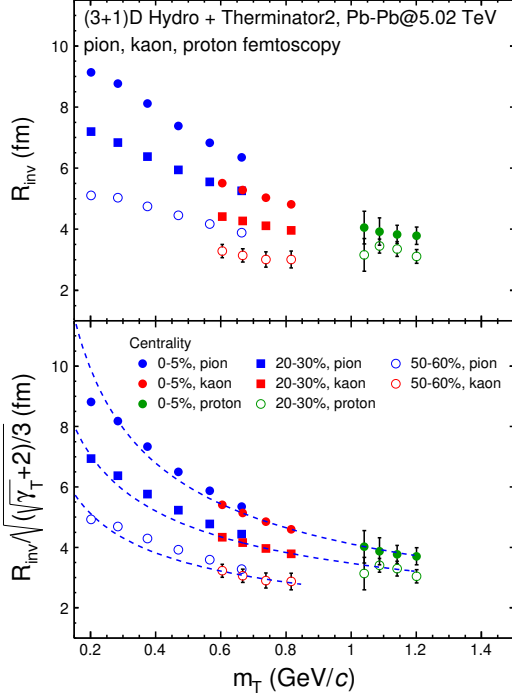 (3+1)D Hydro + Therminator2, Pb-Pb@5.02 TeV
pion, kaon, proton femtoscopy
10
8
6
4
2
R_inv (fm)
Centrality
0-5%, pion 20-30%, pion 50-60%, pion
0-5%, kaon 20-30%, kaon 50-60%, kaon
0-5%, proton 20-30%, proton
10
8
6
4
2
R_inv/√((√γ_T+2)/3 (fm)
0.2 0.4 0.6 0.8 1 1.2 1.4
m_T (GeV/c)